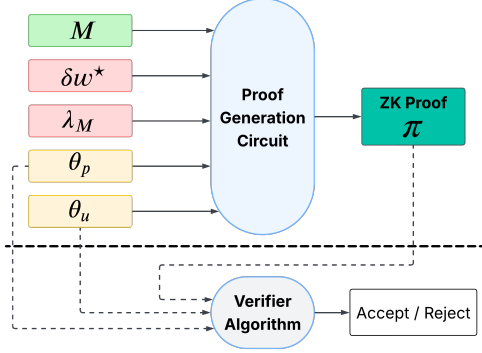 M
δw⋆
λ_M
θ_p
θ_u
Proof
Generation
Circuit
ZK Proof
π
Verifier
Algorithm
Accept / Reject